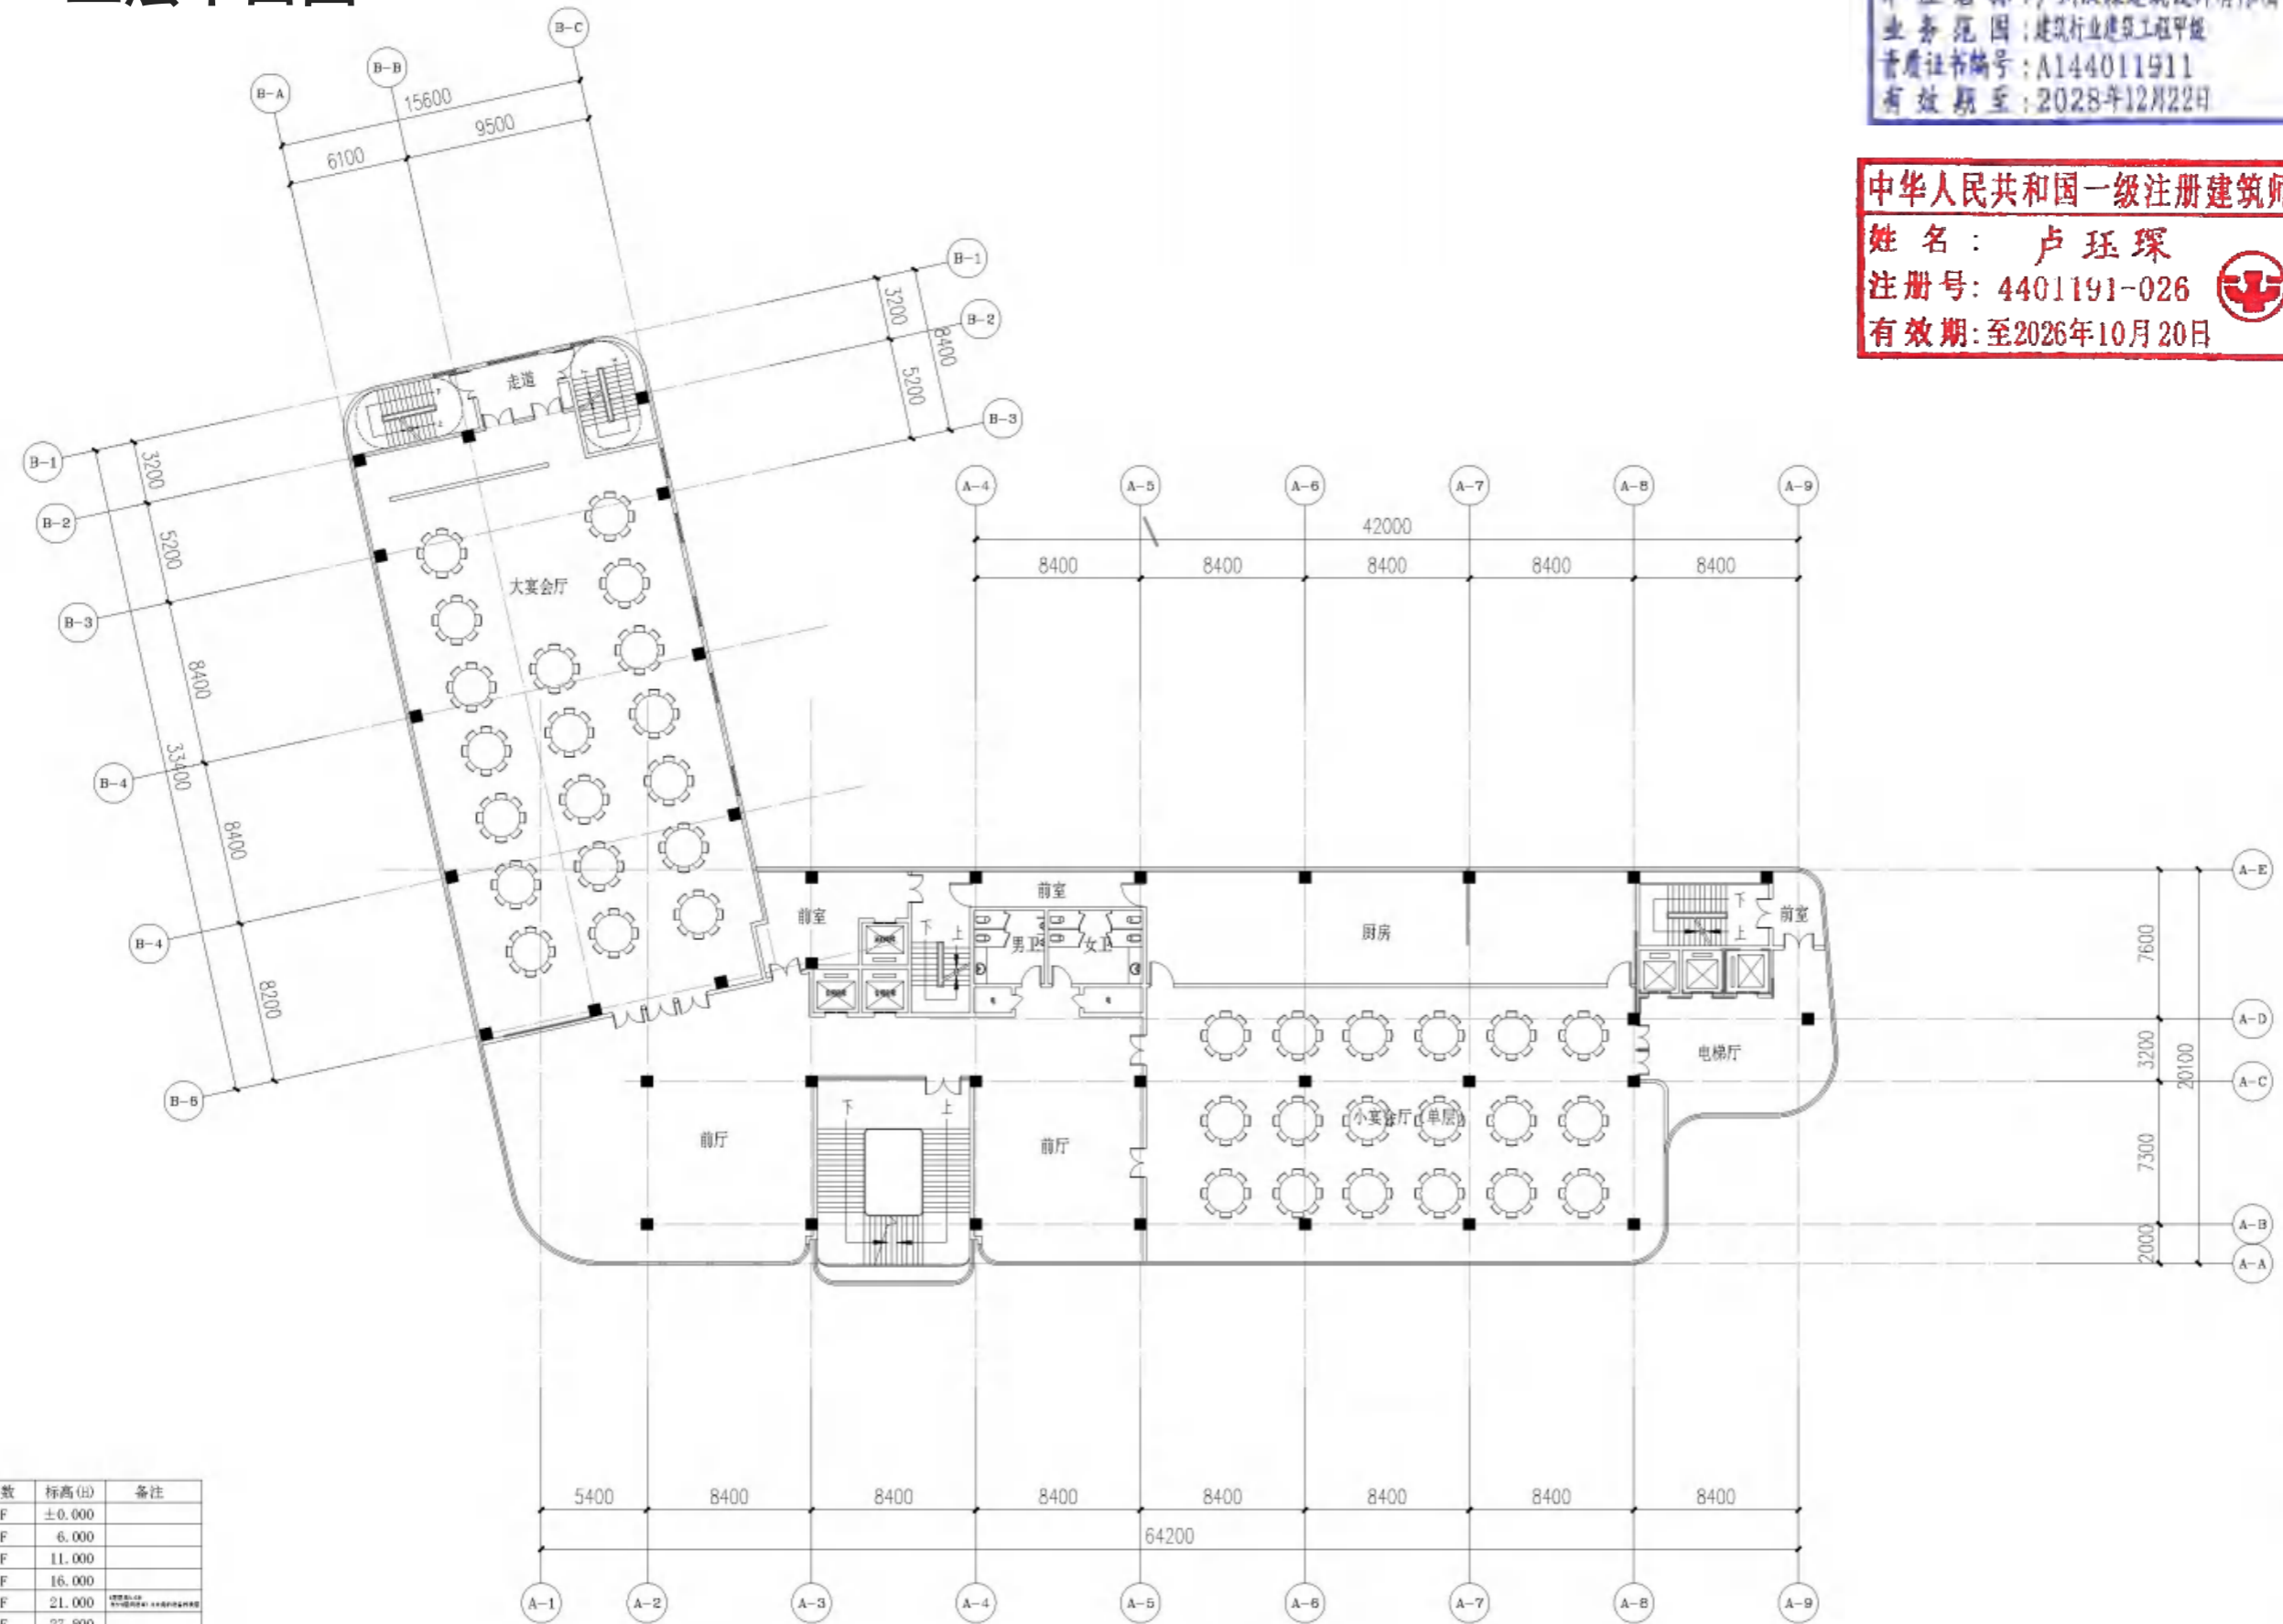 层平面图
业务范围:建筑行业建筑工程甲级
资质证书编号:A144011911
有效期至:2028年12月22日
中华人民共和国一级注册建筑师
姓名: 卢珏琛
注册号: 4401191-026
有效期:至2026年10月20日
B-A
B-B
B-C
15600
6100
9500
B-1
B-2
B-3
3200
5200
8400
B-1
B-2
B-3
B-4
B-4
B-5
3200
5200
8400
8400
8200
33400
走道
大宴会厅
A-4
A-5
A-6
A-7
A-8
A-9
42000
8400
8400
8400
8400
8400
前室
前室
下
上
男卫
女卫
厨房
下
上
前室
电梯厅
前厅
下
上
前厅
小宴会厅(单层)
A-E
A-D
A-C
A-B
A-A
7600
3200
7300
2000
20100
5400
8400
8400
8400
8400
8400
8400
8400
64200
A-1
A-2
A-3
A-4
A-5
A-6
A-7
A-8
A-9
数 标高(H) 备注
F ±0.000
F 6.000
F 11.000
F 16.000
F 21.000